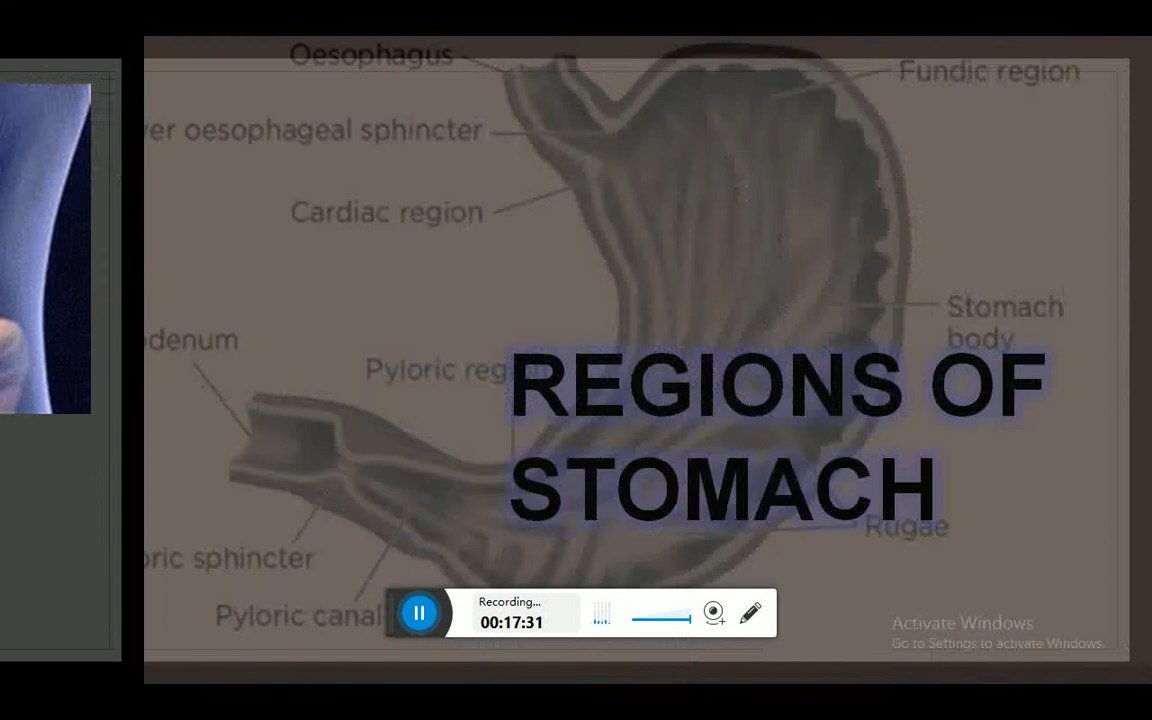 Oesophagus
Fundic region
ver oesophageal sphincter
Cardiac region
Stomach
body
odenum
Pyloric reg
REGIONS OF
STOMACH
Rugae
oric sphincter
Pyloric canal
Recording...
00:17:31
Activate Windows
Go to Settings to activate Windows.